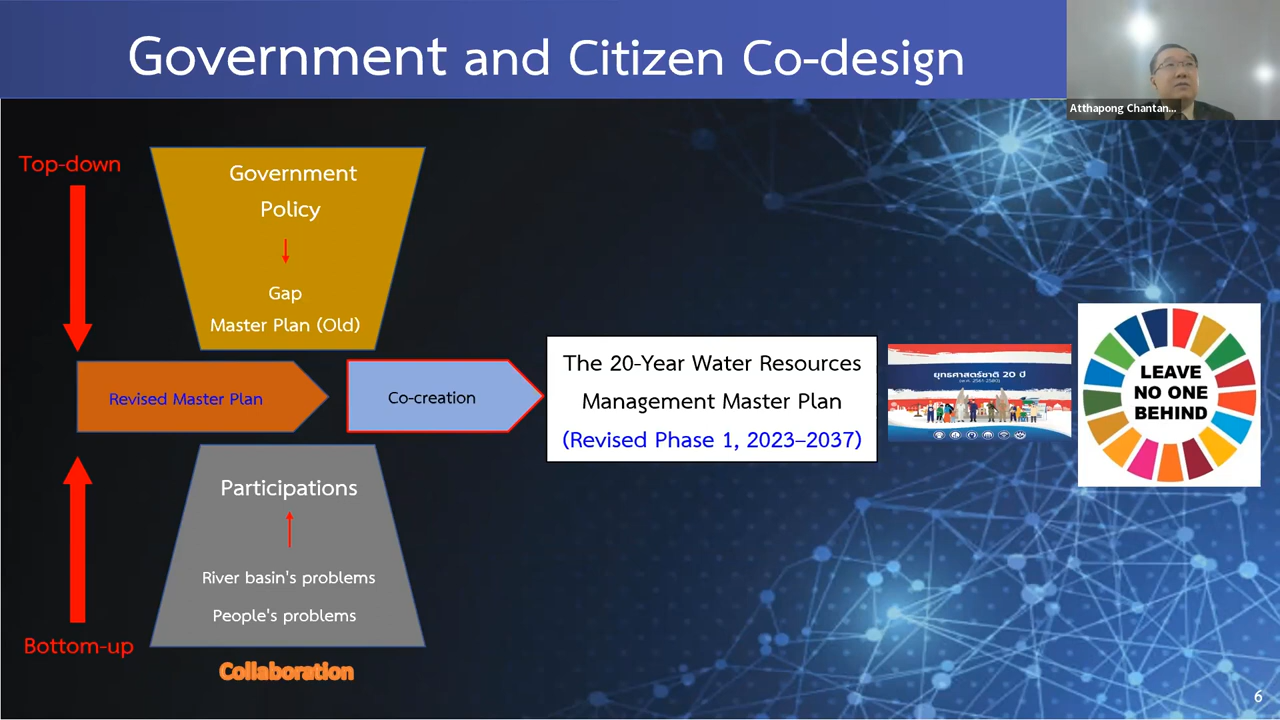 Government and Citizen Co-design
Atthapong Chantan...
Top-down
Government
Policy
Gap
Master Plan (Old)
Revised Master Plan
Co-creation
The 20-Year Water Resources
Management Master Plan
(Revised Phase 1, 2023–2037)
ยุทธศาสตร์ชาติ 20 ปี
(พ.ศ. 2561-2580)
LEAVE
NO ONE
BEHIND
Participations
River basin's problems
People's problems
Bottom-up
Collaboration
6